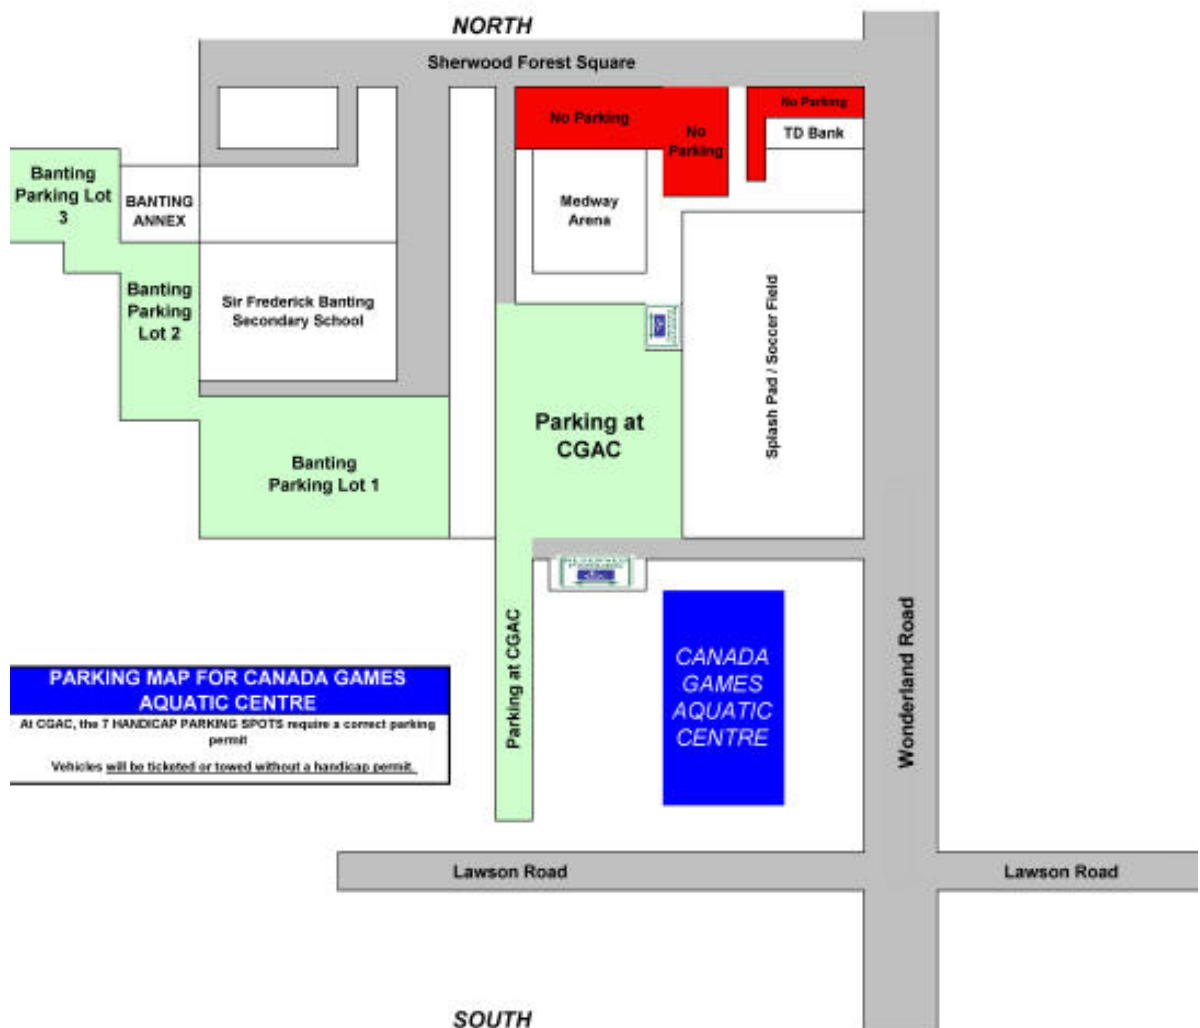 NORTH
Sherwood Forest Square
No Parking
No
Parking
No Parking
TD Bank
Banting
Parking Lot
3
BANTING
ANNEX
Medway
Arena
Banting
Parking
Lot 2
Sir Frederick Banting
Secondary School
Splash Pad / Soccer Field
Parking at
CGAC
Banting
Parking Lot 1
Parking at CGAC
CANADA
GAMES
AQUATIC
CENTRE
Wonderland Road
PARKING MAP FOR CANADA GAMES
AQUATIC CENTRE
At CGAC, the 7 HANDICAP PARKING SPOTS require a correct parking
permit
Vehicles will be ticketed or towed without a handicap permit.
Lawson Road
Lawson Road
SOUTH